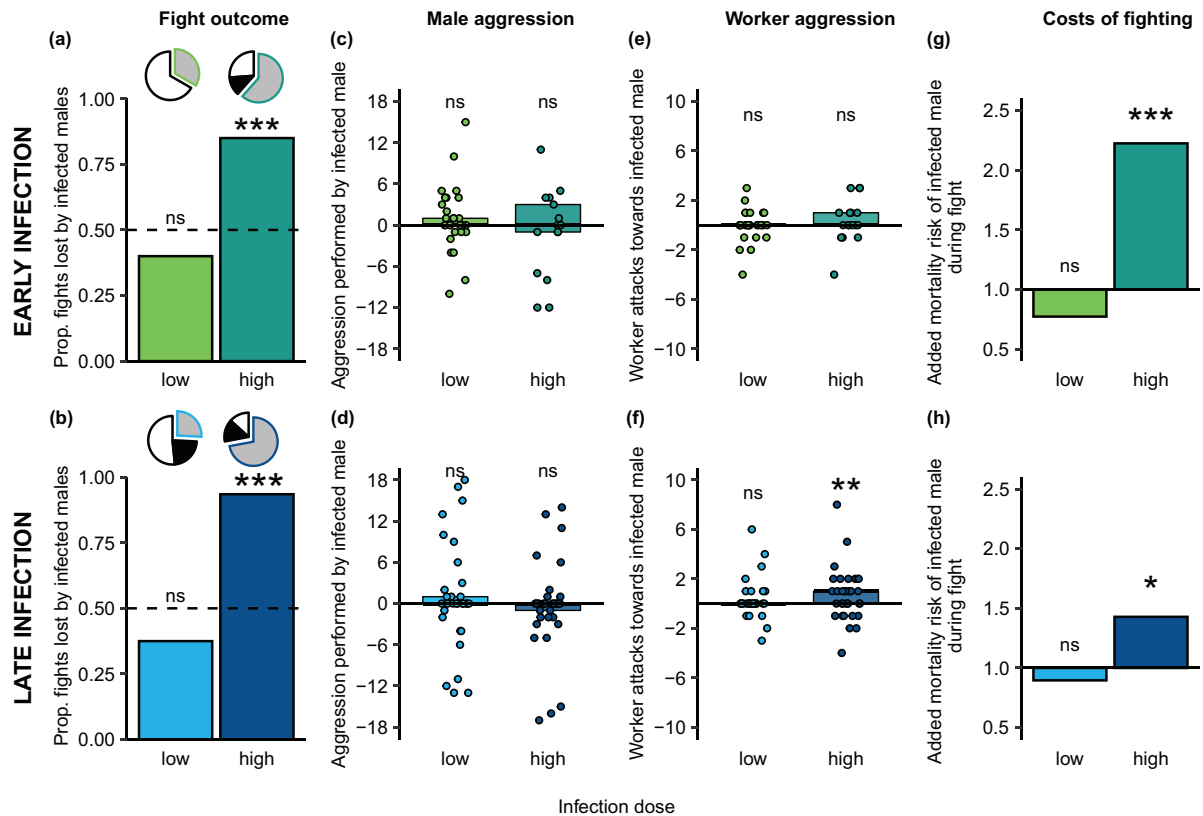 Fight outcome
Male aggression
Worker aggression
Costs of fighting
EARLY INFECTION
(a)
Prop. fights lost by infected males
1.00
0.75
0.50
0.25
0.00
ns
***
low
high
(c)
Aggression performed by infected male
18
12
6
0
−6
−12
−18
ns
ns
low
high
(e)
Worker attacks towards infected male
10
6
2
−2
−6
−10
ns
ns
low
high
(g)
Added mortality risk of infected male
during fight
2.5
2.0
1.5
1.0
0.5
ns
***
low
high
LATE INFECTION
(b)
Prop. fights lost by infected males
1.00
0.75
0.50
0.25
0.00
ns
***
low
high
(d)
Aggression performed by infected male
18
12
6
0
−6
−12
−18
ns
ns
low
high
(f)
Worker attacks towards infected male
10
6
2
−2
−6
−10
ns
**
low
high
(h)
Added mortality risk of infected male
during fight
2.5
2.0
1.5
1.0
0.5
ns
*
low
high
Infection dose